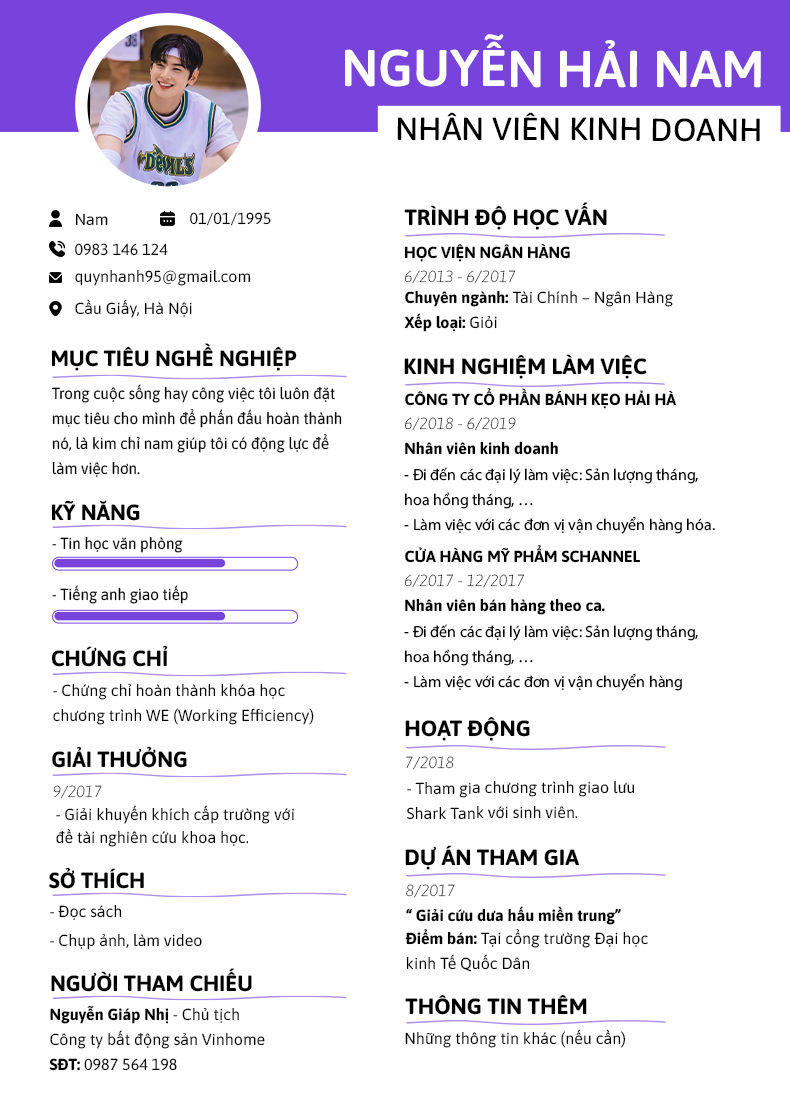 NGUYỄN HẢI NAM
NHÂN VIÊN KINH DOANH
DEVILS
Nam
01/01/1995
0983 146 124
quynhanh95@gmail.com
Cầu Giấy, Hà Nội
MỤC TIÊU NGHỀ NGHIỆP
Trong cuộc sống hay công việc tôi luôn đặt
mục tiêu cho mình để phấn đấu hoàn thành
nó, là kim chỉ nam giúp tôi có động lực để
làm việc hơn.
KỸ NĂNG
- Tin học văn phòng
- Tiếng anh giao tiếp
CHỨNG CHỈ
- Chứng chỉ hoàn thành khóa học
chương trình WE (Working Efficiency)
GIẢI THƯỞNG
9/2017
- Giải khuyến khích cấp trường với
đề tài nghiên cứu khoa học.
SỞ THÍCH
- Đọc sách
- Chụp ảnh, làm video
NGƯỜI THAM CHIẾU
Nguyễn Giáp Nhị - Chủ tịch
Công ty bất động sản Vinhome
SĐT: 0987 564 198
TRÌNH ĐỘ HỌC VẤN
HỌC VIỆN NGÂN HÀNG
6/2013 - 6/2017
Chuyên ngành: Tài Chính – Ngân Hàng
Xếp loại: Giỏi
KINH NGHIỆM LÀM VIỆC
CÔNG TY CỔ PHẦN BÁNH KẸO HẢI HÀ
6/2018 - 6/2019
Nhân viên kinh doanh
- Đi đến các đại lý làm việc: Sản lượng tháng,
hoa hồng tháng, …
- Làm việc với các đơn vị vận chuyển hàng hóa.
CỬA HÀNG MỸ PHẨM SCHANNEL
6/2017 - 12/2017
Nhân viên bán hàng theo ca.
- Đi đến các đại lý làm việc: Sản lượng tháng,
hoa hồng tháng, …
- Làm việc với các đơn vị vận chuyển hàng
HOẠT ĐỘNG
7/2018
- Tham gia chương trình giao lưu
Shark Tank với sinh viên.
DỰ ÁN THAM GIA
8/2017
“ Giải cứu dưa hấu miền trung”
Điểm bán: Tại cổng trường Đại học
kinh Tế Quốc Dân
THÔNG TIN THÊM
Những thông tin khác (nếu cần)